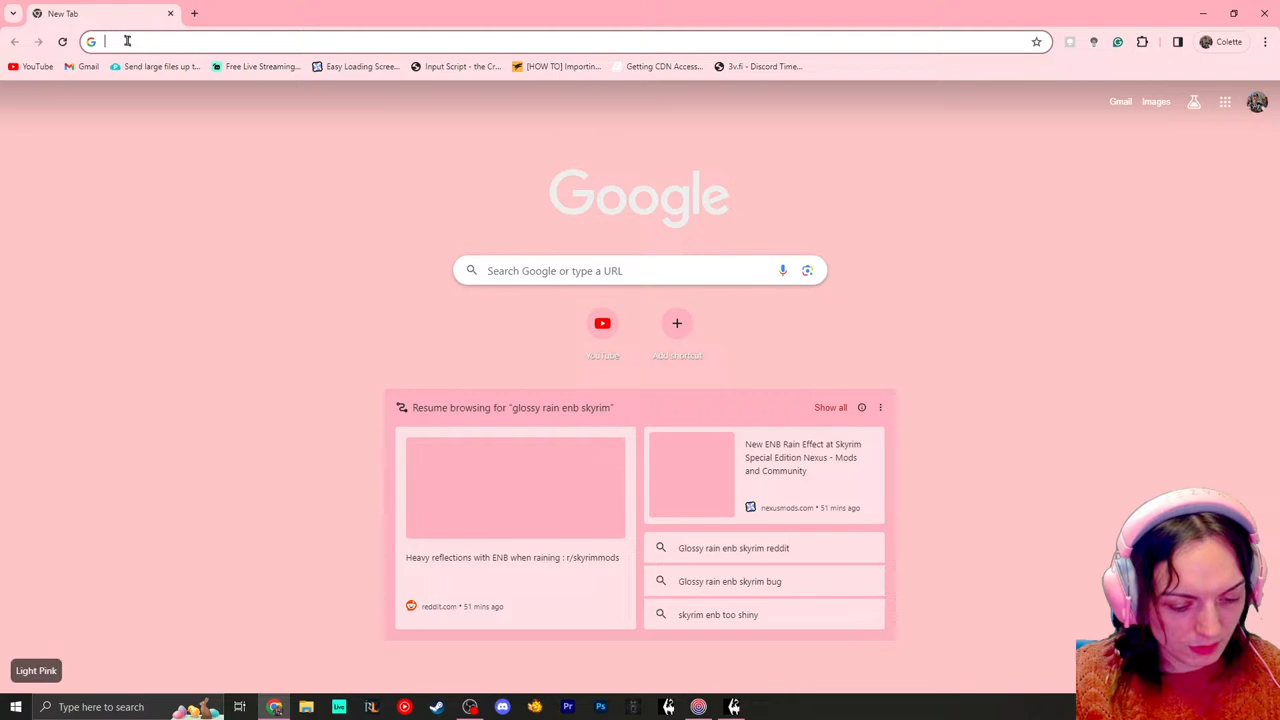 New Tab
Colette
YouTube
Gmail
Send large files up t...
Free Live Streaming...
Easy Loading Scree...
Input Script - the Cr...
[HOW TO] Importin...
Getting CDN Access...
3v.fi - Discord Time...
Gmail
Images
Google
Search Google or type a URL
YouTube
Add shortcut
Resume browsing for "glossy rain enb skyrim"
Show all
New ENB Rain Effect at Skyrim
Special Edition Nexus - Mods
and Community
nexusmods.com • 51 mins ago
Heavy reflections with ENB when raining : r/skyrimmods
reddit.com • 51 mins ago
Glossy rain enb skyrim reddit
Glossy rain enb skyrim bug
skyrim enb too shiny
Light Pink
Type here to search
Live
Pr
Ps